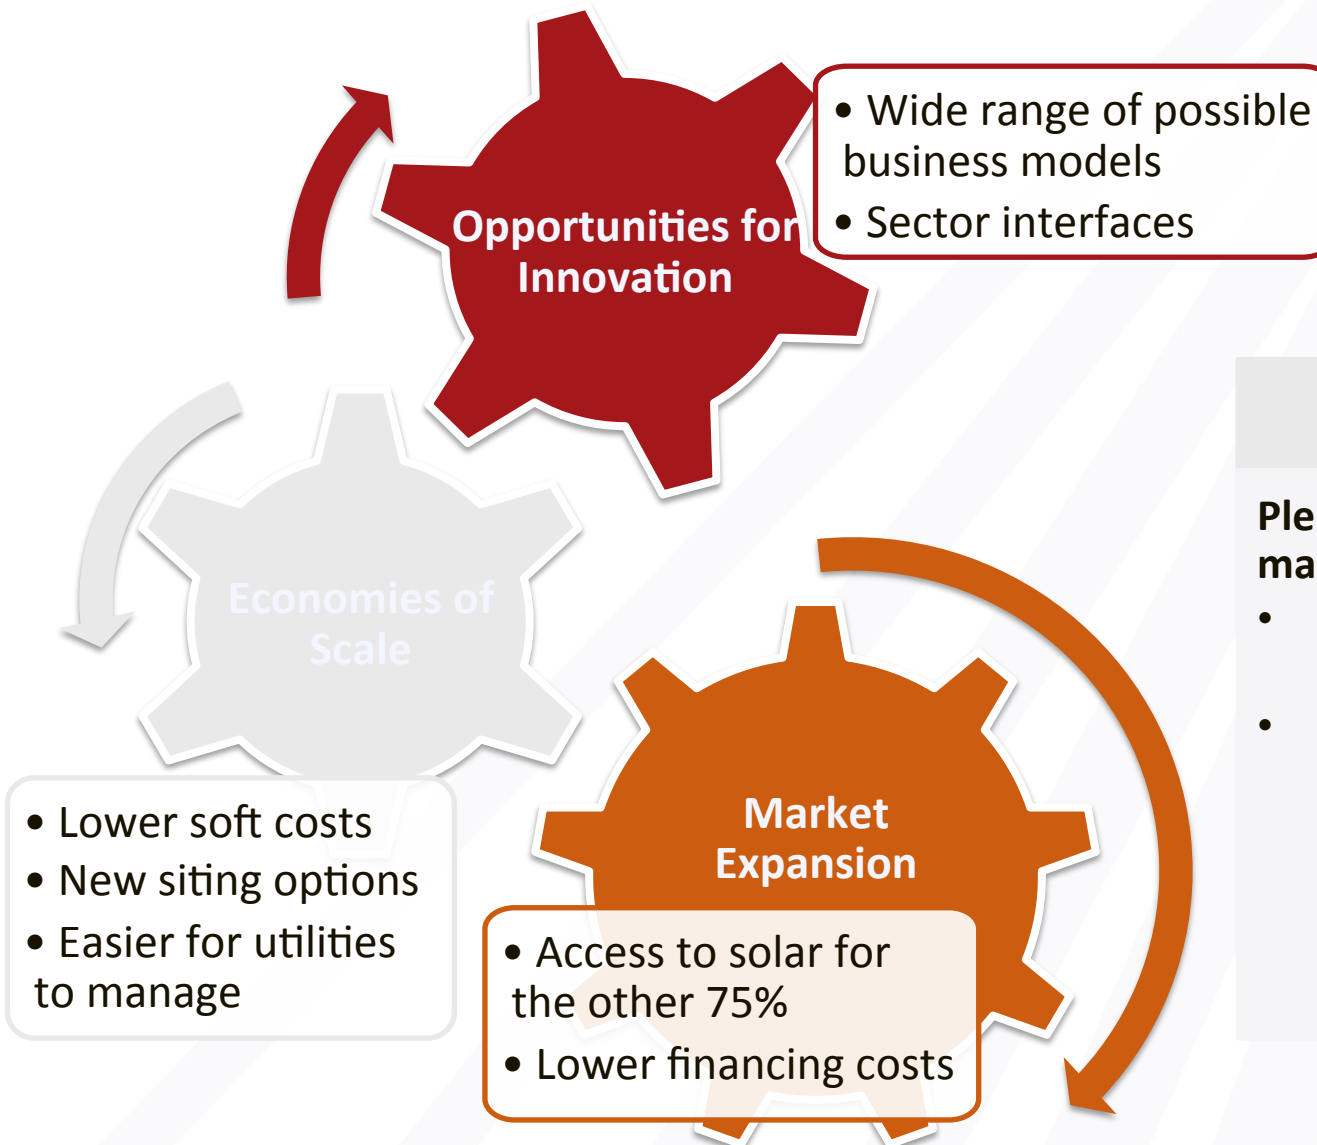 • Wide range of possible
business models
• Sector interfaces
Opportunities for
Innovation
Economies of
Scale
• Lower soft costs
• New siting options
• Easier for utilities
to manage
Market
Expansion
• Access to solar for
the other 75%
• Lower financing costs
•
•